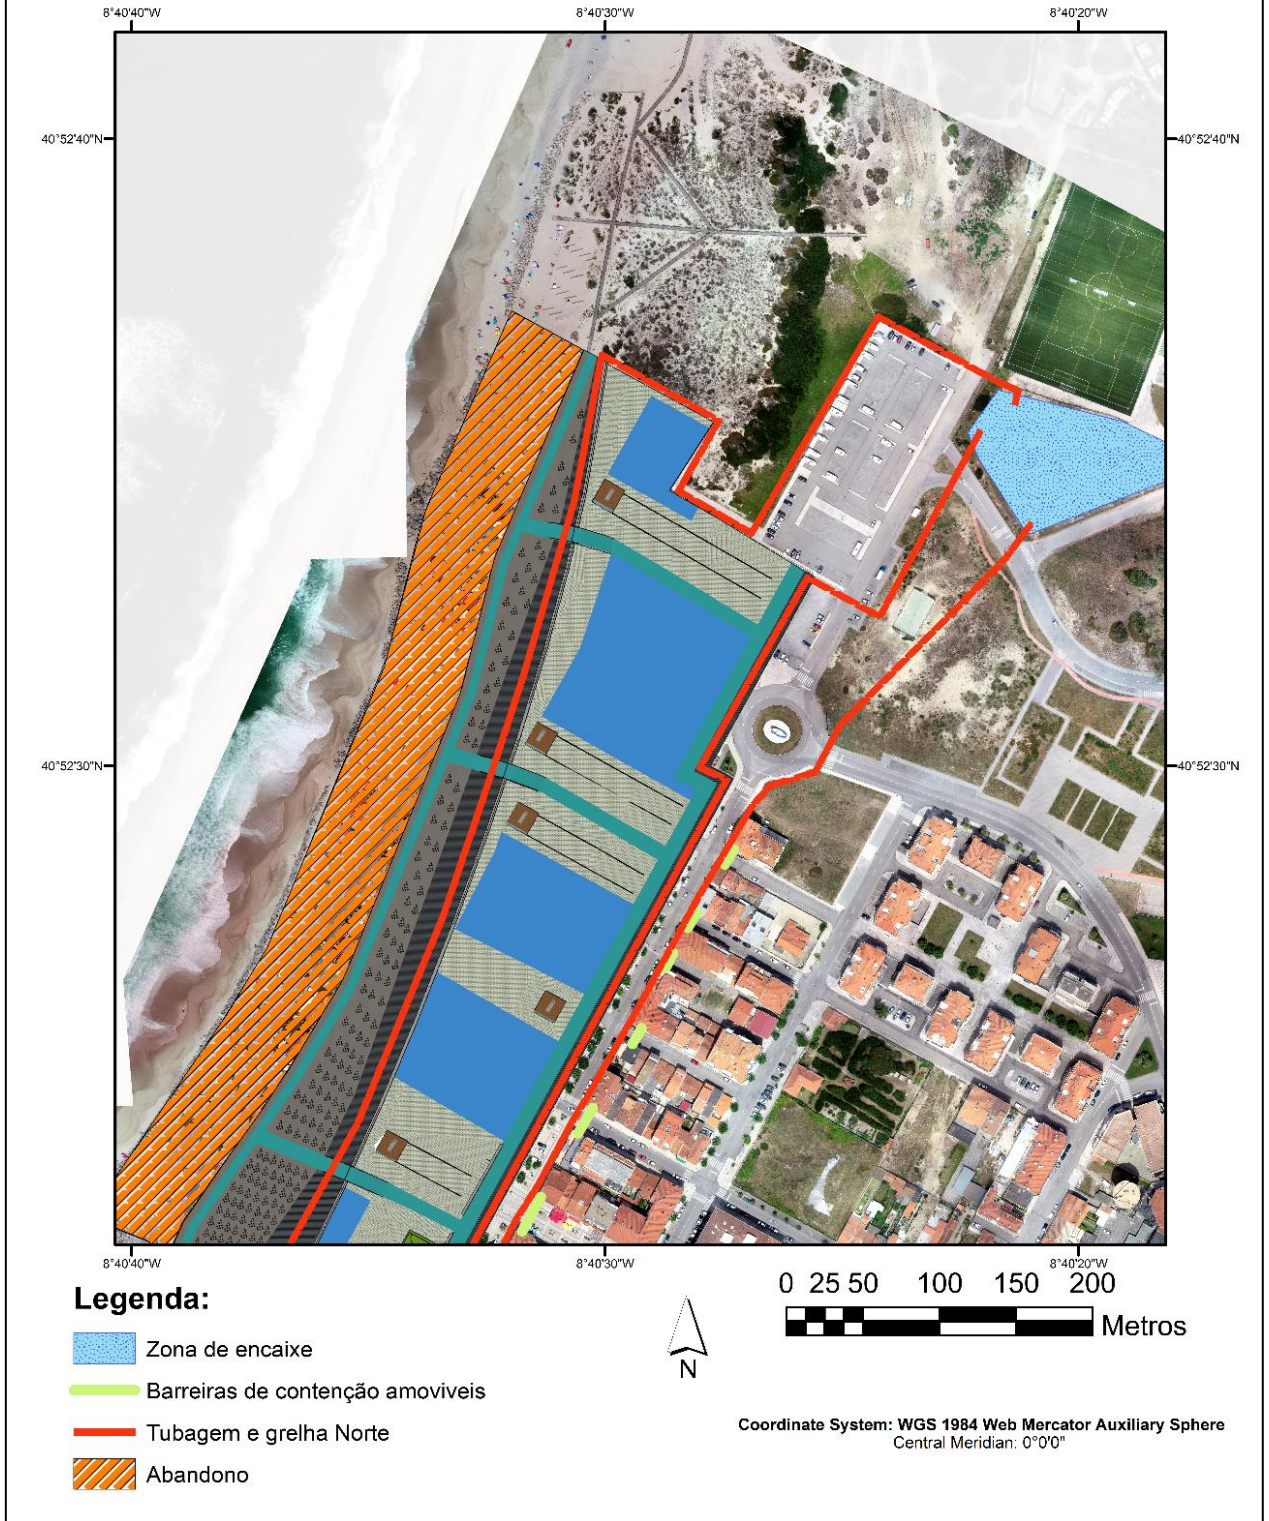 8°40'40"W 8°40'30"W 8°40'20"W
40°52'40"N 40°52'40"N
40°52'30"N 40°52'30"N
8°40'40"W 8°40'30"W 8°40'20"W
Legenda:
Zona de encaixe
Barreiras de contenção amoviveis
Tubagem e grelha Norte
Abandono
N
0 25 50 100 150 200
Metros
Coordinate System: WGS 1984 Web Mercator Auxiliary Sphere
Central Meridian: 0°0'0"